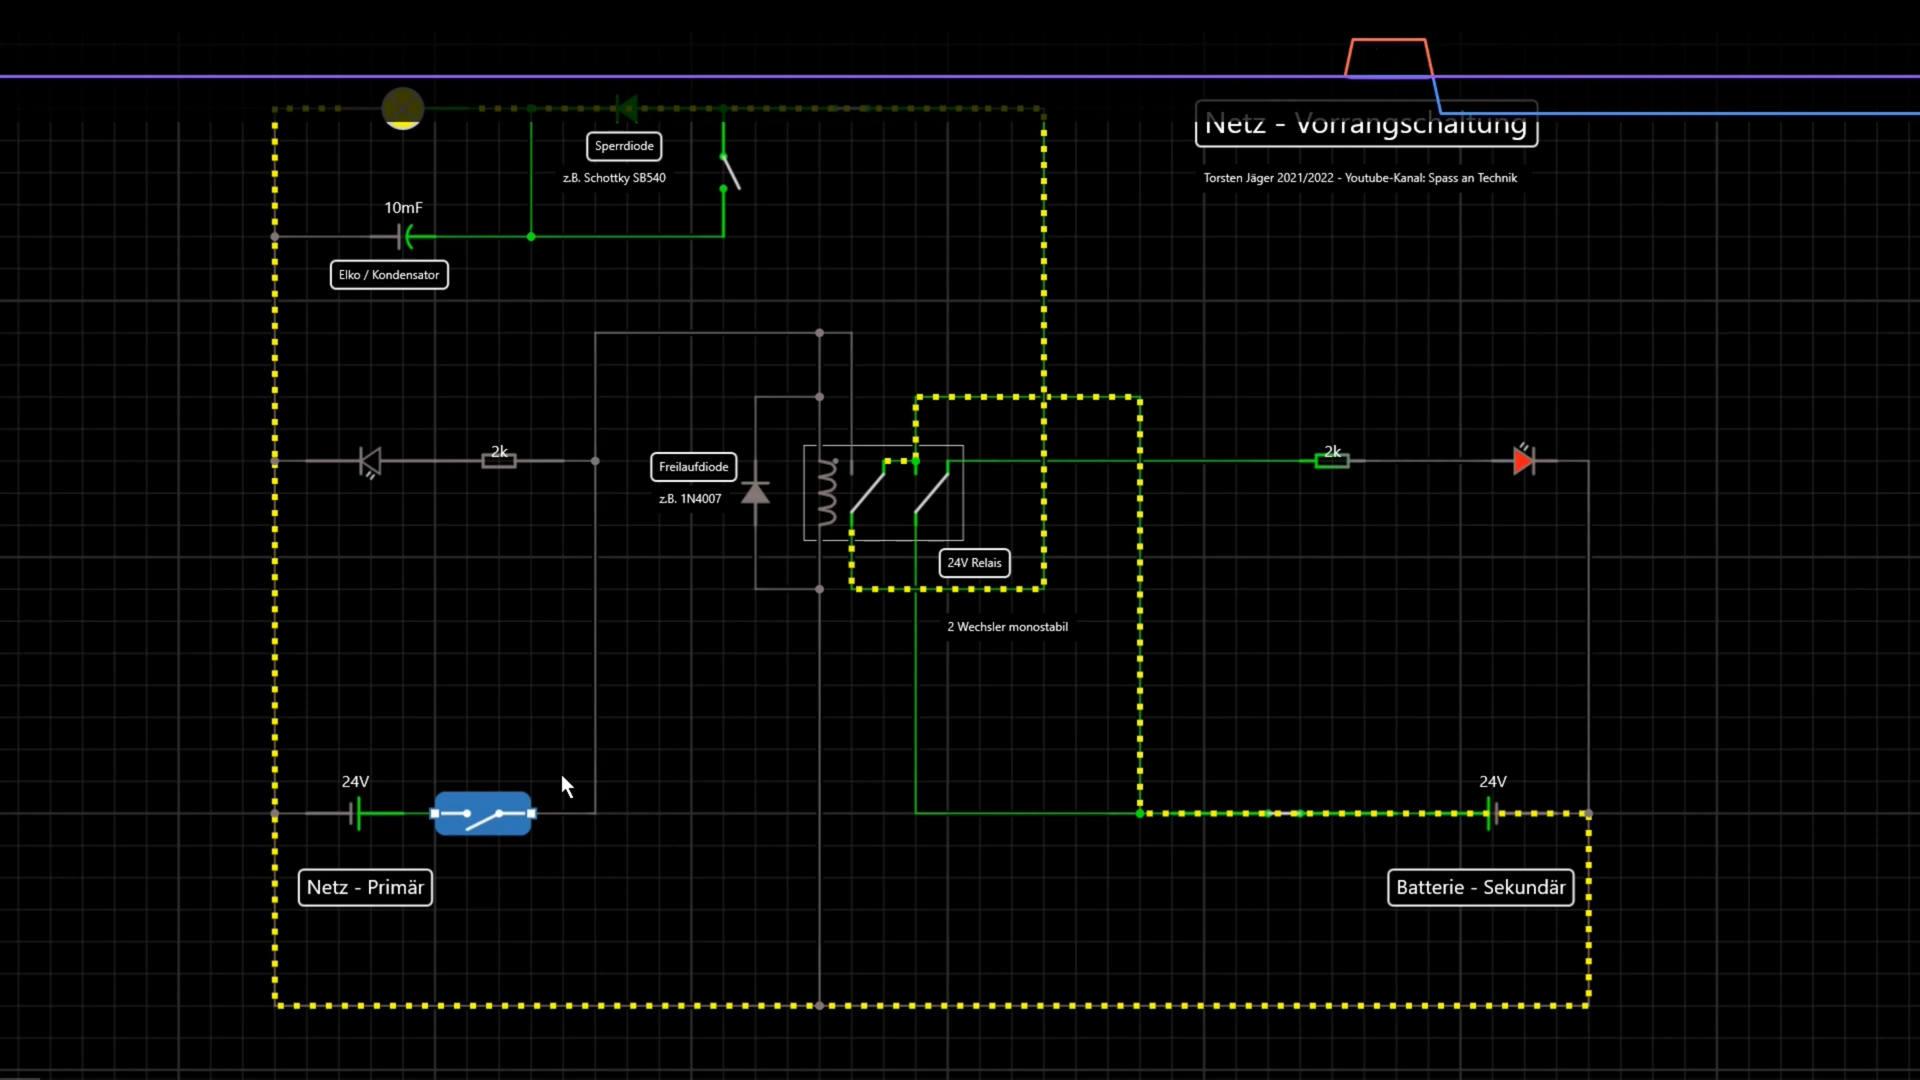 Netz - Vorrangschaltung
Sperrdiode
z.B. Schottky SB540
Torsten Jäger 2021/2022 - Youtube-Kanal: Spass an Technik
10mF
Elko / Kondensator
2k
Freilaufdiode
z.B. 1N4007
2k
24V Relais
2 Wechsler monostabil
24V
24V
Netz - Primär
Batterie - Sekundär